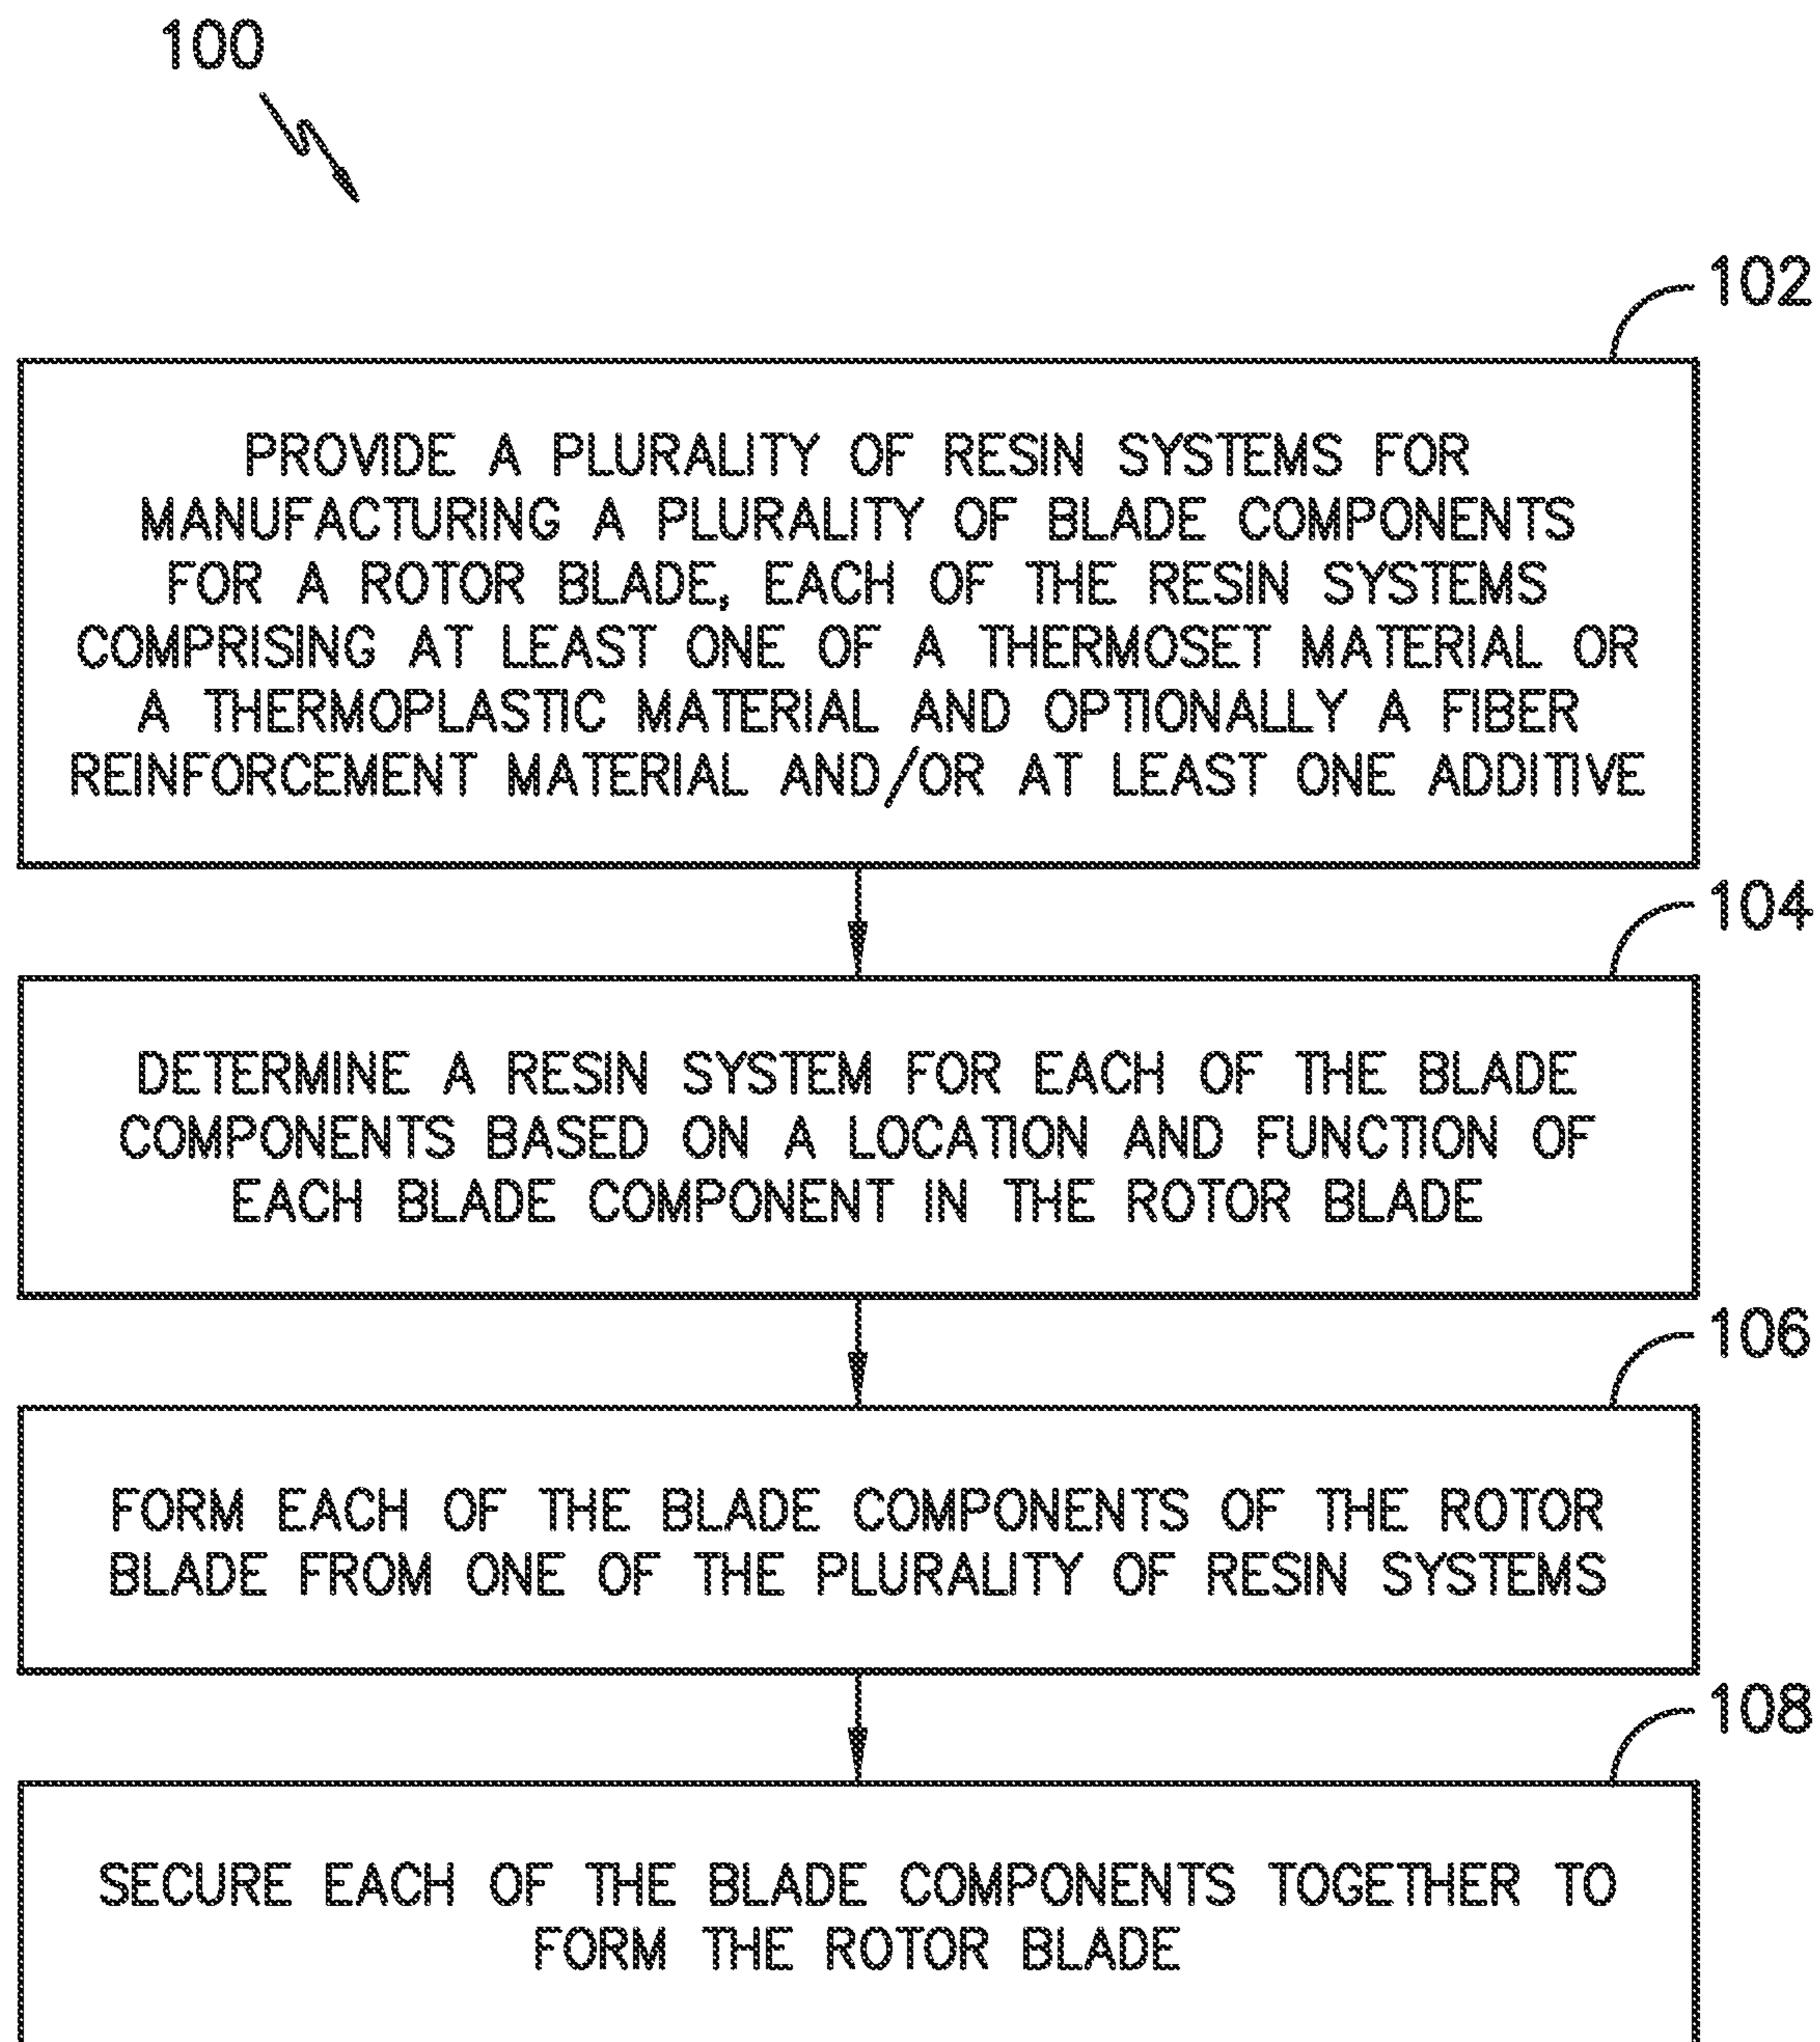 100
102
PROVIDE A PLURALITY OF RESIN SYSTEMS FOR
MANUFACTURING A PLURALITY OF BLADE COMPONENTS
FOR A ROTOR BLADE, EACH OF THE RESIN SYSTEMS
COMPRISING AT LEAST ONE OF A THERMOSET MATERIAL OR
A THERMOPLASTIC MATERIAL AND OPTIONALLY A FIBER
REINFORCEMENT MATERIAL AND/OR AT LEAST ONE ADDITIVE
104
DETERMINE A RESIN SYSTEM FOR EACH OF THE BLADE
COMPONENTS BASED ON A LOCATION AND FUNCTION OF
EACH BLADE COMPONENT IN THE ROTOR BLADE
106
FORM EACH OF THE BLADE COMPONENTS OF THE ROTOR
BLADE FROM ONE OF THE PLURALITY OF RESIN SYSTEMS
108
SECURE EACH OF THE BLADE COMPONENTS TOGETHER TO
FORM THE ROTOR BLADE